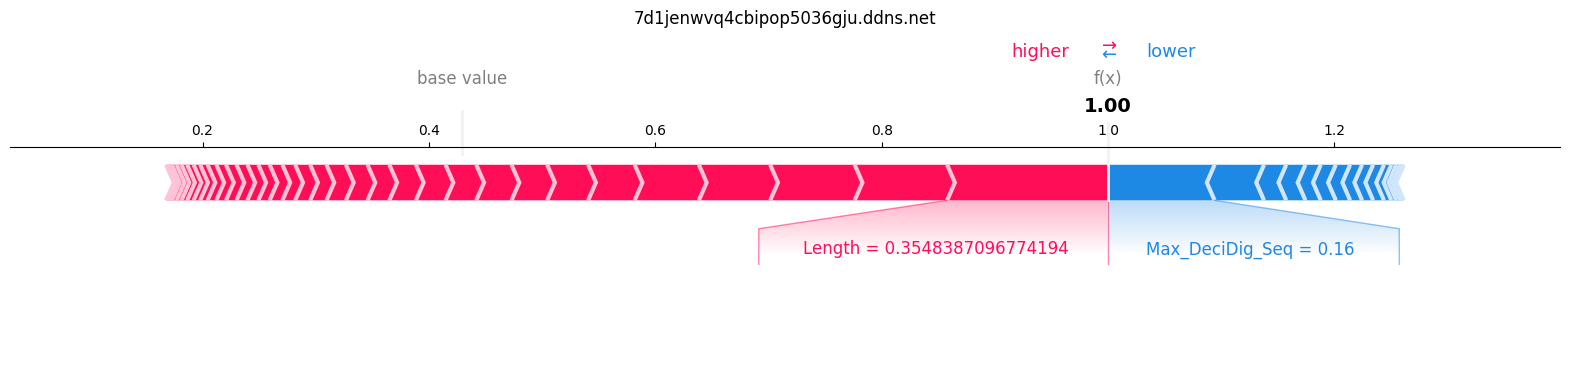 7d1jenwvq4cbipop5036gju.ddns.net
higher ⇄ lower
base value f(x)
1.00
0.2 0.4 0.6 0.8 1 0 1.2
Length = 0.3548387096774194 Max_DeciDig_Seq = 0.16